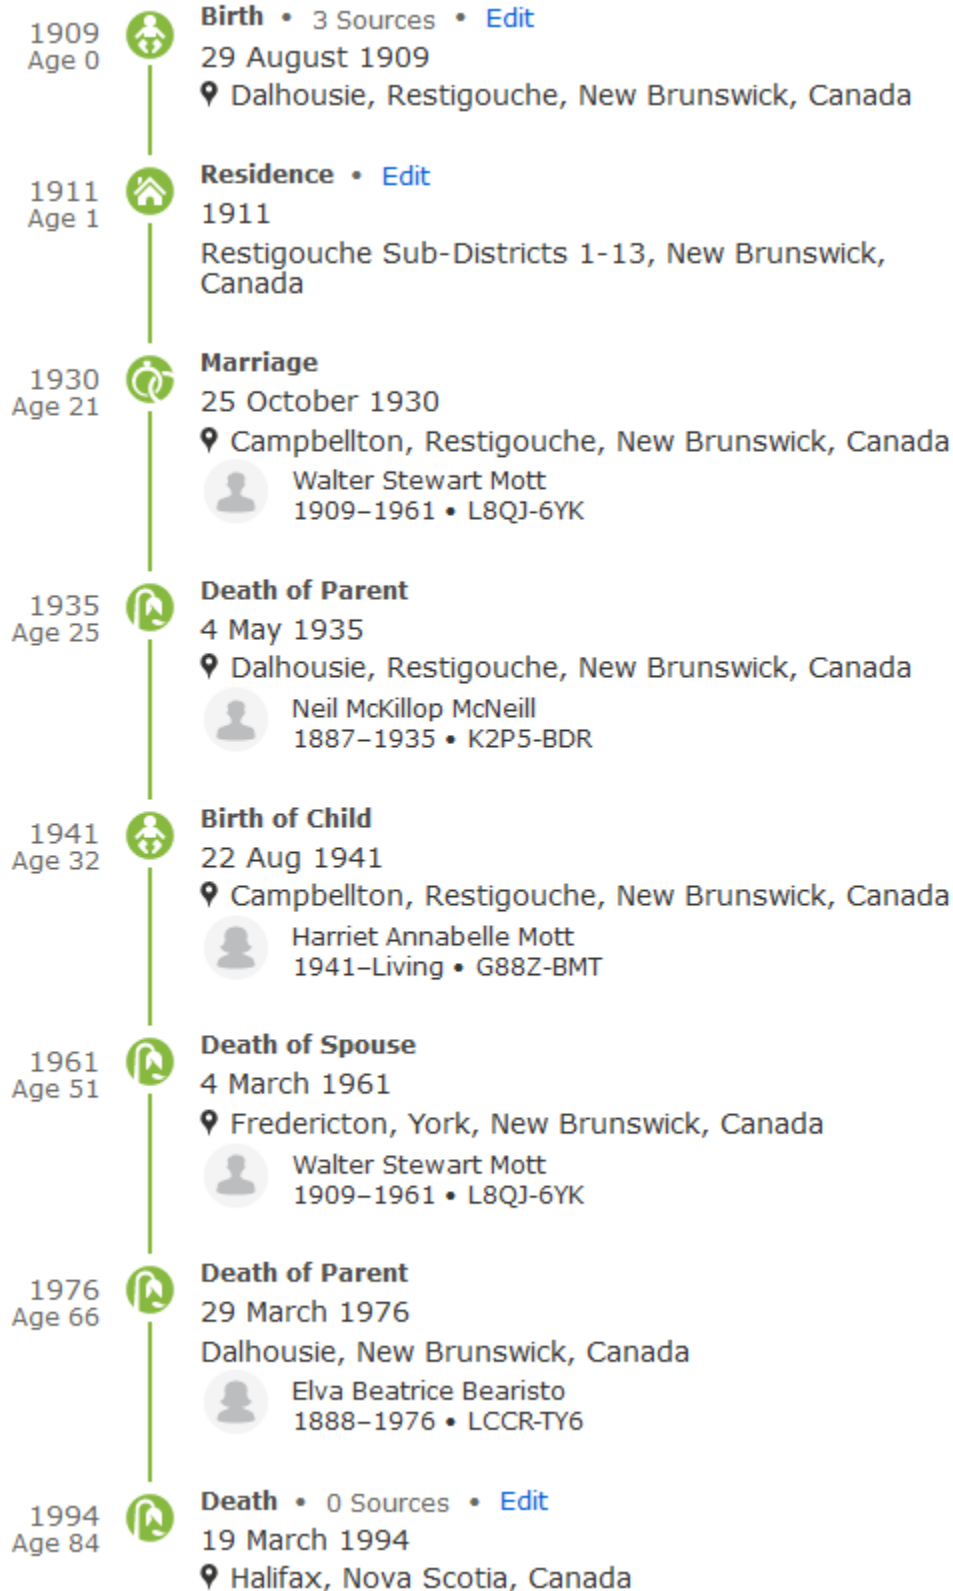 1909
Age 0
Birth • 3 Sources • Edit
29 August 1909
Dalhousie, Restigouche, New Brunswick, Canada
1911
Age 1
Residence • Edit
1911
Restigouche Sub-Districts 1-13, New Brunswick,
Canada
1930
Age 21
Marriage
25 October 1930
Campbellton, Restigouche, New Brunswick, Canada
Walter Stewart Mott
1909–1961 • L8QJ-6YK
1935
Age 25
Death of Parent
4 May 1935
Dalhousie, Restigouche, New Brunswick, Canada
Neil McKillop McNeill
1887–1935 • K2P5-BDR
1941
Age 32
Birth of Child
22 Aug 1941
Campbellton, Restigouche, New Brunswick, Canada
Harriet Annabelle Mott
1941–Living • G88Z-BMT
1961
Age 51
Death of Spouse
4 March 1961
Fredericton, York, New Brunswick, Canada
Walter Stewart Mott
1909–1961 • L8QJ-6YK
1976
Age 66
Death of Parent
29 March 1976
Dalhousie, New Brunswick, Canada
Elva Beatrice Bearisto
1888–1976 • LCCR-TY6
1994
Age 84
Death • 0 Sources • Edit
19 March 1994
Halifax, Nova Scotia, Canada